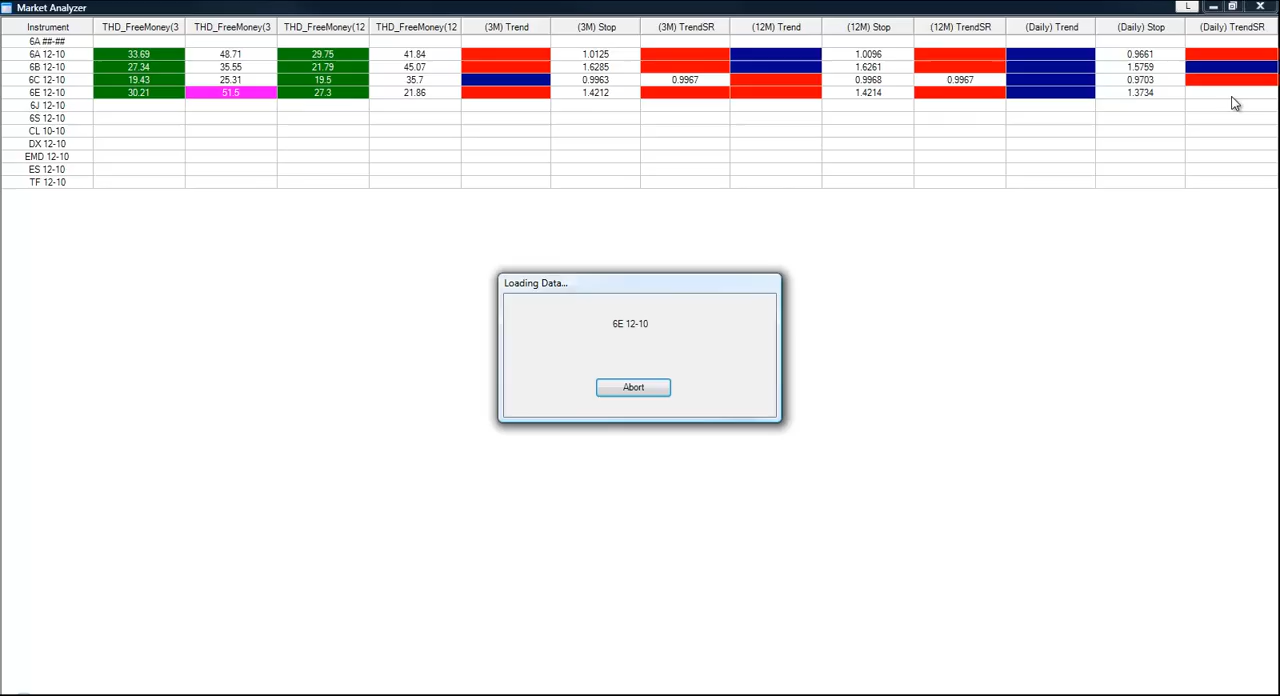 Market Analyzer L
Instrument THD_FreeMoney(3 THD_FreeMoney(3 THD_FreeMoney(12 THD_FreeMoney(12 (3M) Trend (3M) Stop (3M) TrendSR (12M) Trend (12M) Stop (12M) TrendSR (Daily) Trend (Daily) Stop (Daily) TrendSR
6A ##-##
6A 12-10 33.69 48.71 29.75 41.84 1.0125 1.0096 0.9661
6B 12-10 27.34 35.55 21.79 45.07 1.6285 1.6261 1.5759
6C 12-10 19.43 25.31 19.5 35.7 0.9963 0.9967 0.9968 0.9967 0.9703
6E 12-10 30.21 51.5 27.3 21.86 1.4212 1.4214 1.3734
6J 12-10
6S 12-10
CL 10-10
DX 12-10
EMD 12-10
ES 12-10
TF 12-10
Loading Data...
6E 12-10
Abort